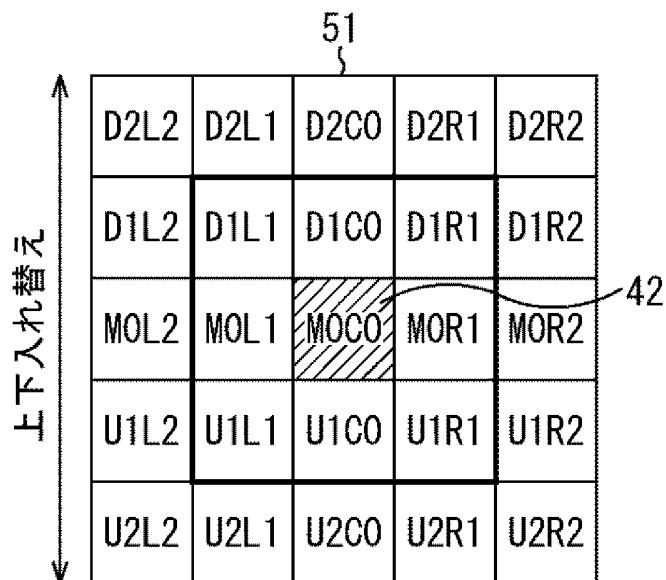 51
D2L2 D2L1 D2C0 D2R1 D2R2
D1L2 D1L1 D1C0 D1R1 D1R2
M0L2 M0L1 M0C0 M0R1 M0R2
42
U1L2 U1L1 U1C0 U1R1 U1R2
U2L2 U2L1 U2C0 U2R1 U2R2
上下入れ替え